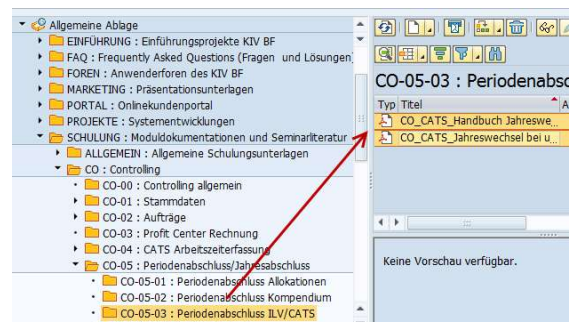 Allgemeine Ablage
EINFÜHRUNG : Einführungsprojekte KIV BF
FAQ : Frequently Asked Questions (Fragen und Lösungen)
FOREN : Anwenderforen des KIV BF
MARKETING : Präsentationsunterlagen
PORTAL : Onlinekundenportal
PROJEKTE : Systementwicklungen
SCHULUNG : Moduldokumentationen und Seminarliteratur
ALLGEMEIN : Allgemeine Schulungsunterlagen
CO : Controlling
CO-00 : Controlling allgemein
CO-01 : Stammdaten
CO-02 : Aufträge
CO-03 : Profit Center Rechnung
CO-04 : CATS Arbeitszeiterfassung
CO-05 : Periodenabschluss/Jahresabschluss
CO-05-01 : Periodenabschluss Allokationen
CO-05-02 : Periodenabschluss Kompendium
CO-05-03 : Periodenabschluss ILV/CATS
CO-05-03 : Periodenabsc
Typ Titel A
CO_CATS_Handbuch Jahreswe...
CO_CATS_Jahreswechsel bei u...
Keine Vorschau verfügbar.